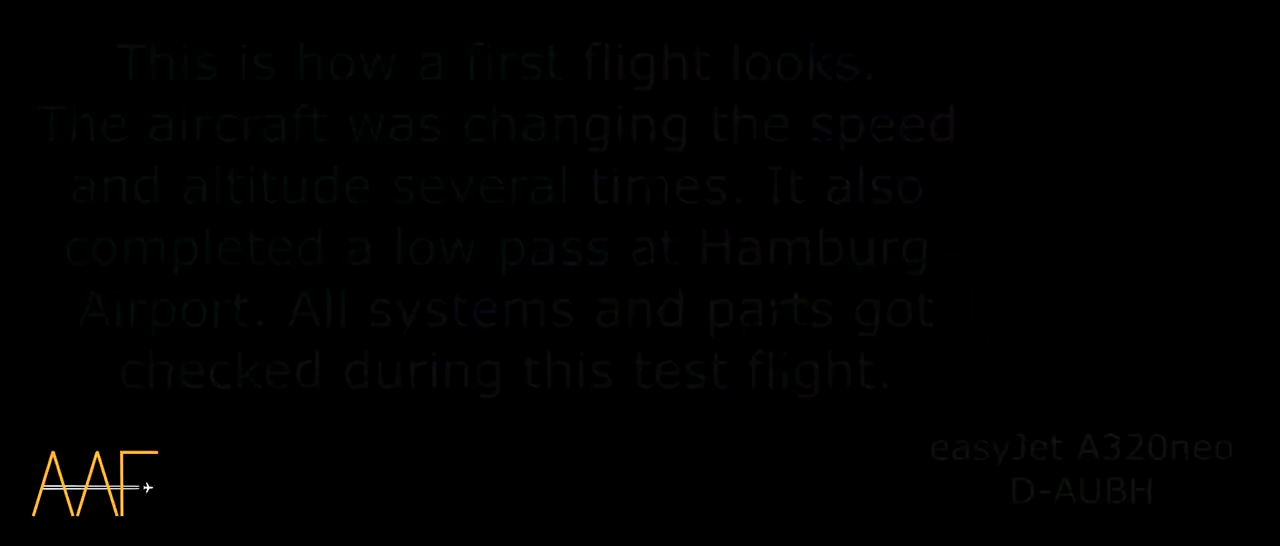 This is how a first flight looks.
The aircraft was changing the speed
and altitude several times. It also
completed a low pass at Hamburg
Airport. All systems and parts got
checked during this test flight.
easyJet A320neo
D-AUBH
AAF